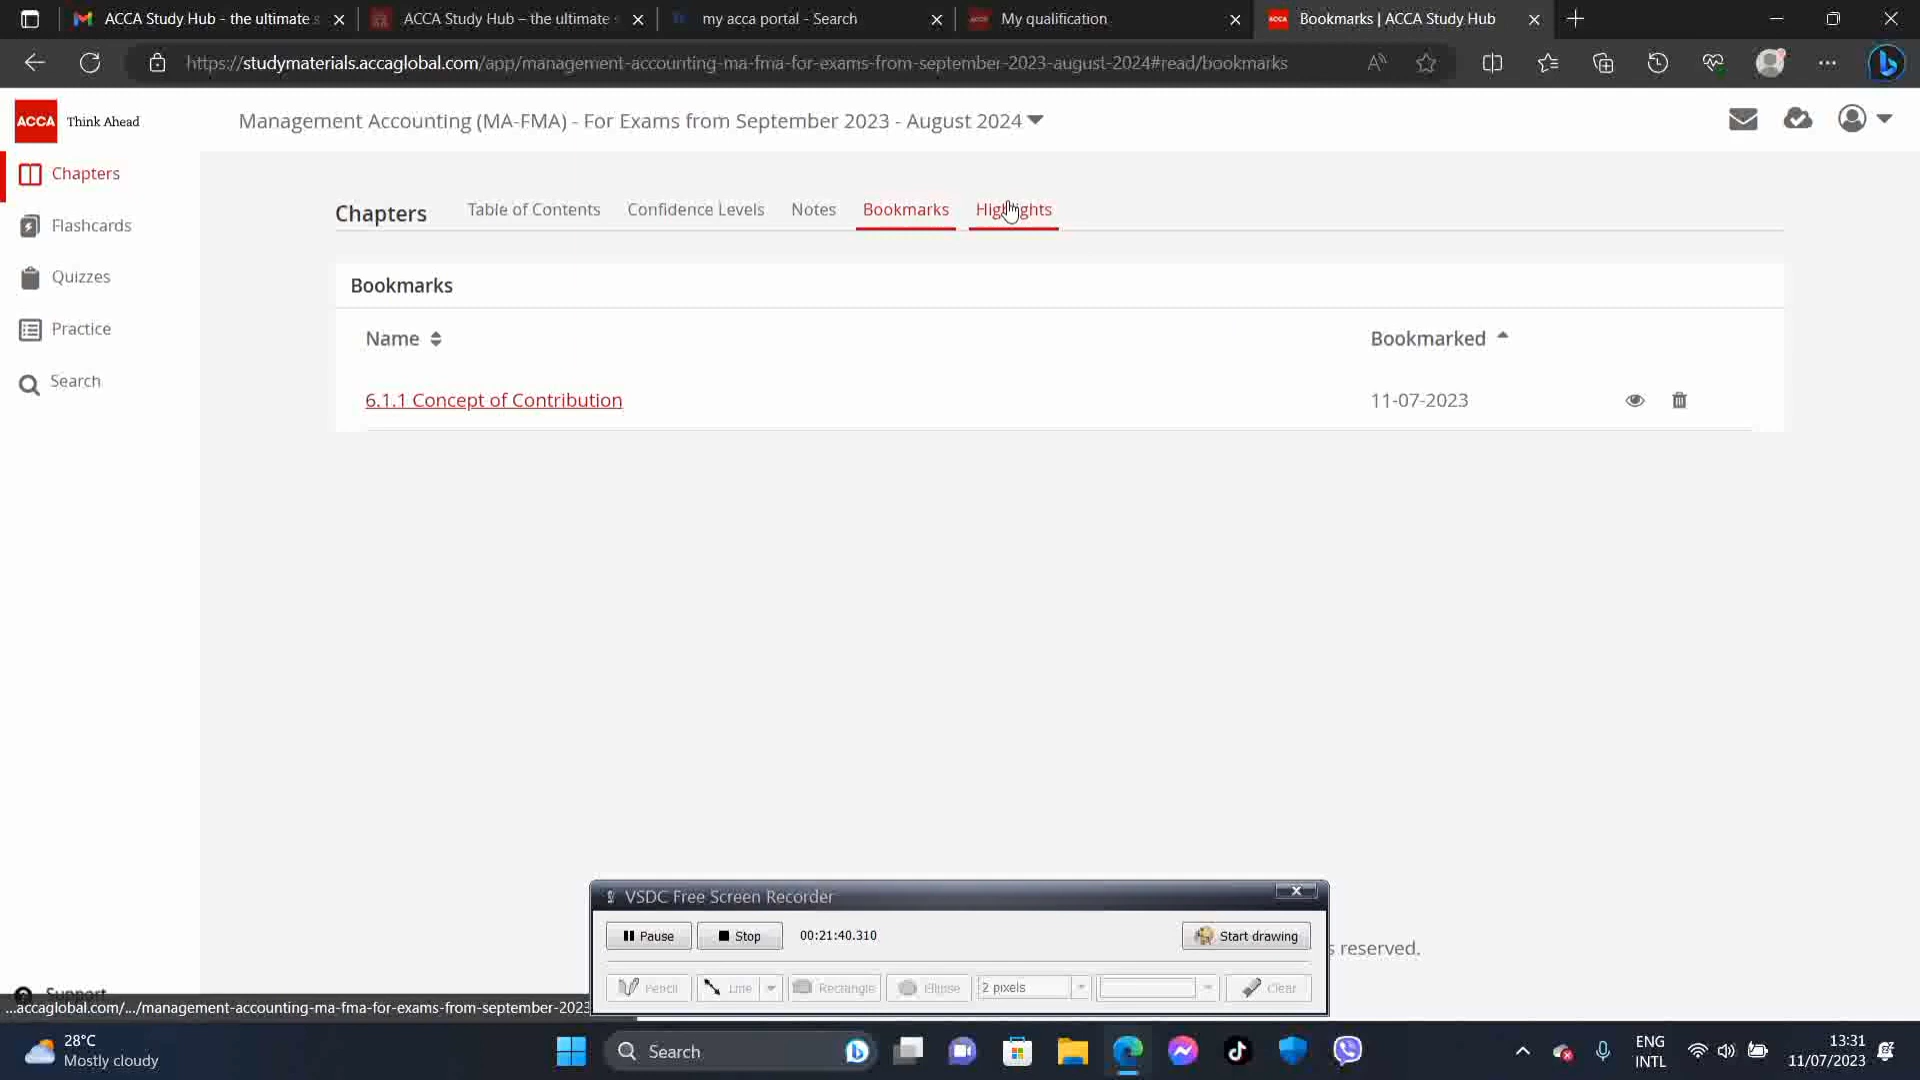 ACCA Study Hub - the ultimate s
ACCA Study Hub – the ultimate
my acca portal - Search
My qualification
Bookmarks | ACCA Study Hub
https://studymaterials.accaglobal.com/app/management-accounting-ma-fma-for-exams-from-september-2023-august-2024#read/bookmarks
ACCA Think Ahead
Management Accounting (MA-FMA) - For Exams from September 2023 - August 2024
Chapters
Flashcards
Quizzes
Practice
Search
Chapters
Table of Contents
Confidence Levels
Notes
Bookmarks
Highlights
Bookmarks
Name
Bookmarked
6.1.1 Concept of Contribution
11-07-2023
s reserved.
Support
...accaglobal.com/.../management-accounting-ma-fma-for-exams-from-september-2023
VSDC Free Screen Recorder
Pause
Stop
00:21:40.310
Start drawing
Pencil
Line
Rectangle
Ellipse
2 pixels
Clear
28°C
Mostly cloudy
Search
ENG
INTL
13:31
11/07/2023